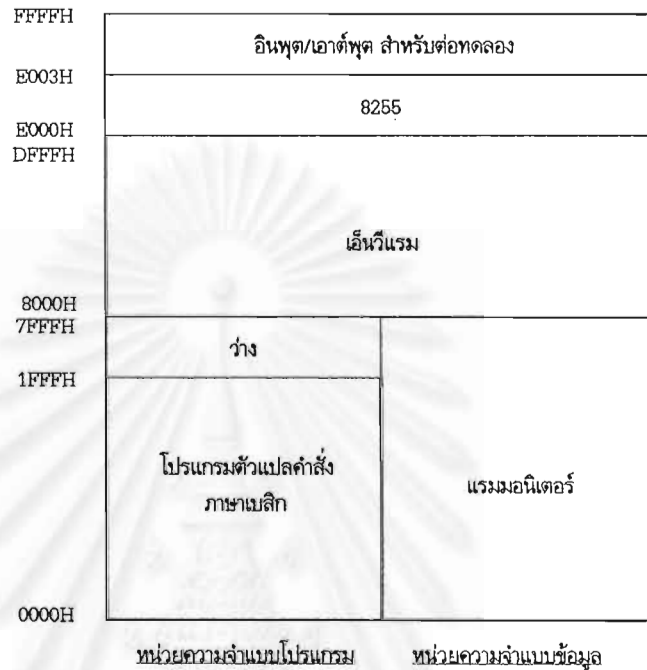 FFFFH
อินพุต/เอาต์พุต สำหรับต่อทดลอง
E003H
8255
E000H
DFFFH
เอ็นวีแรม
8000H
7FFFH
ว่าง
1FFFH
โปรแกรมตัวแปลคำสั่ง
ภาษาเบสิก
แรมมอนิเตอร์
0000H
หน่วยความจำแบบโปรแกรม หน่วยความจำแบบข้อมูล